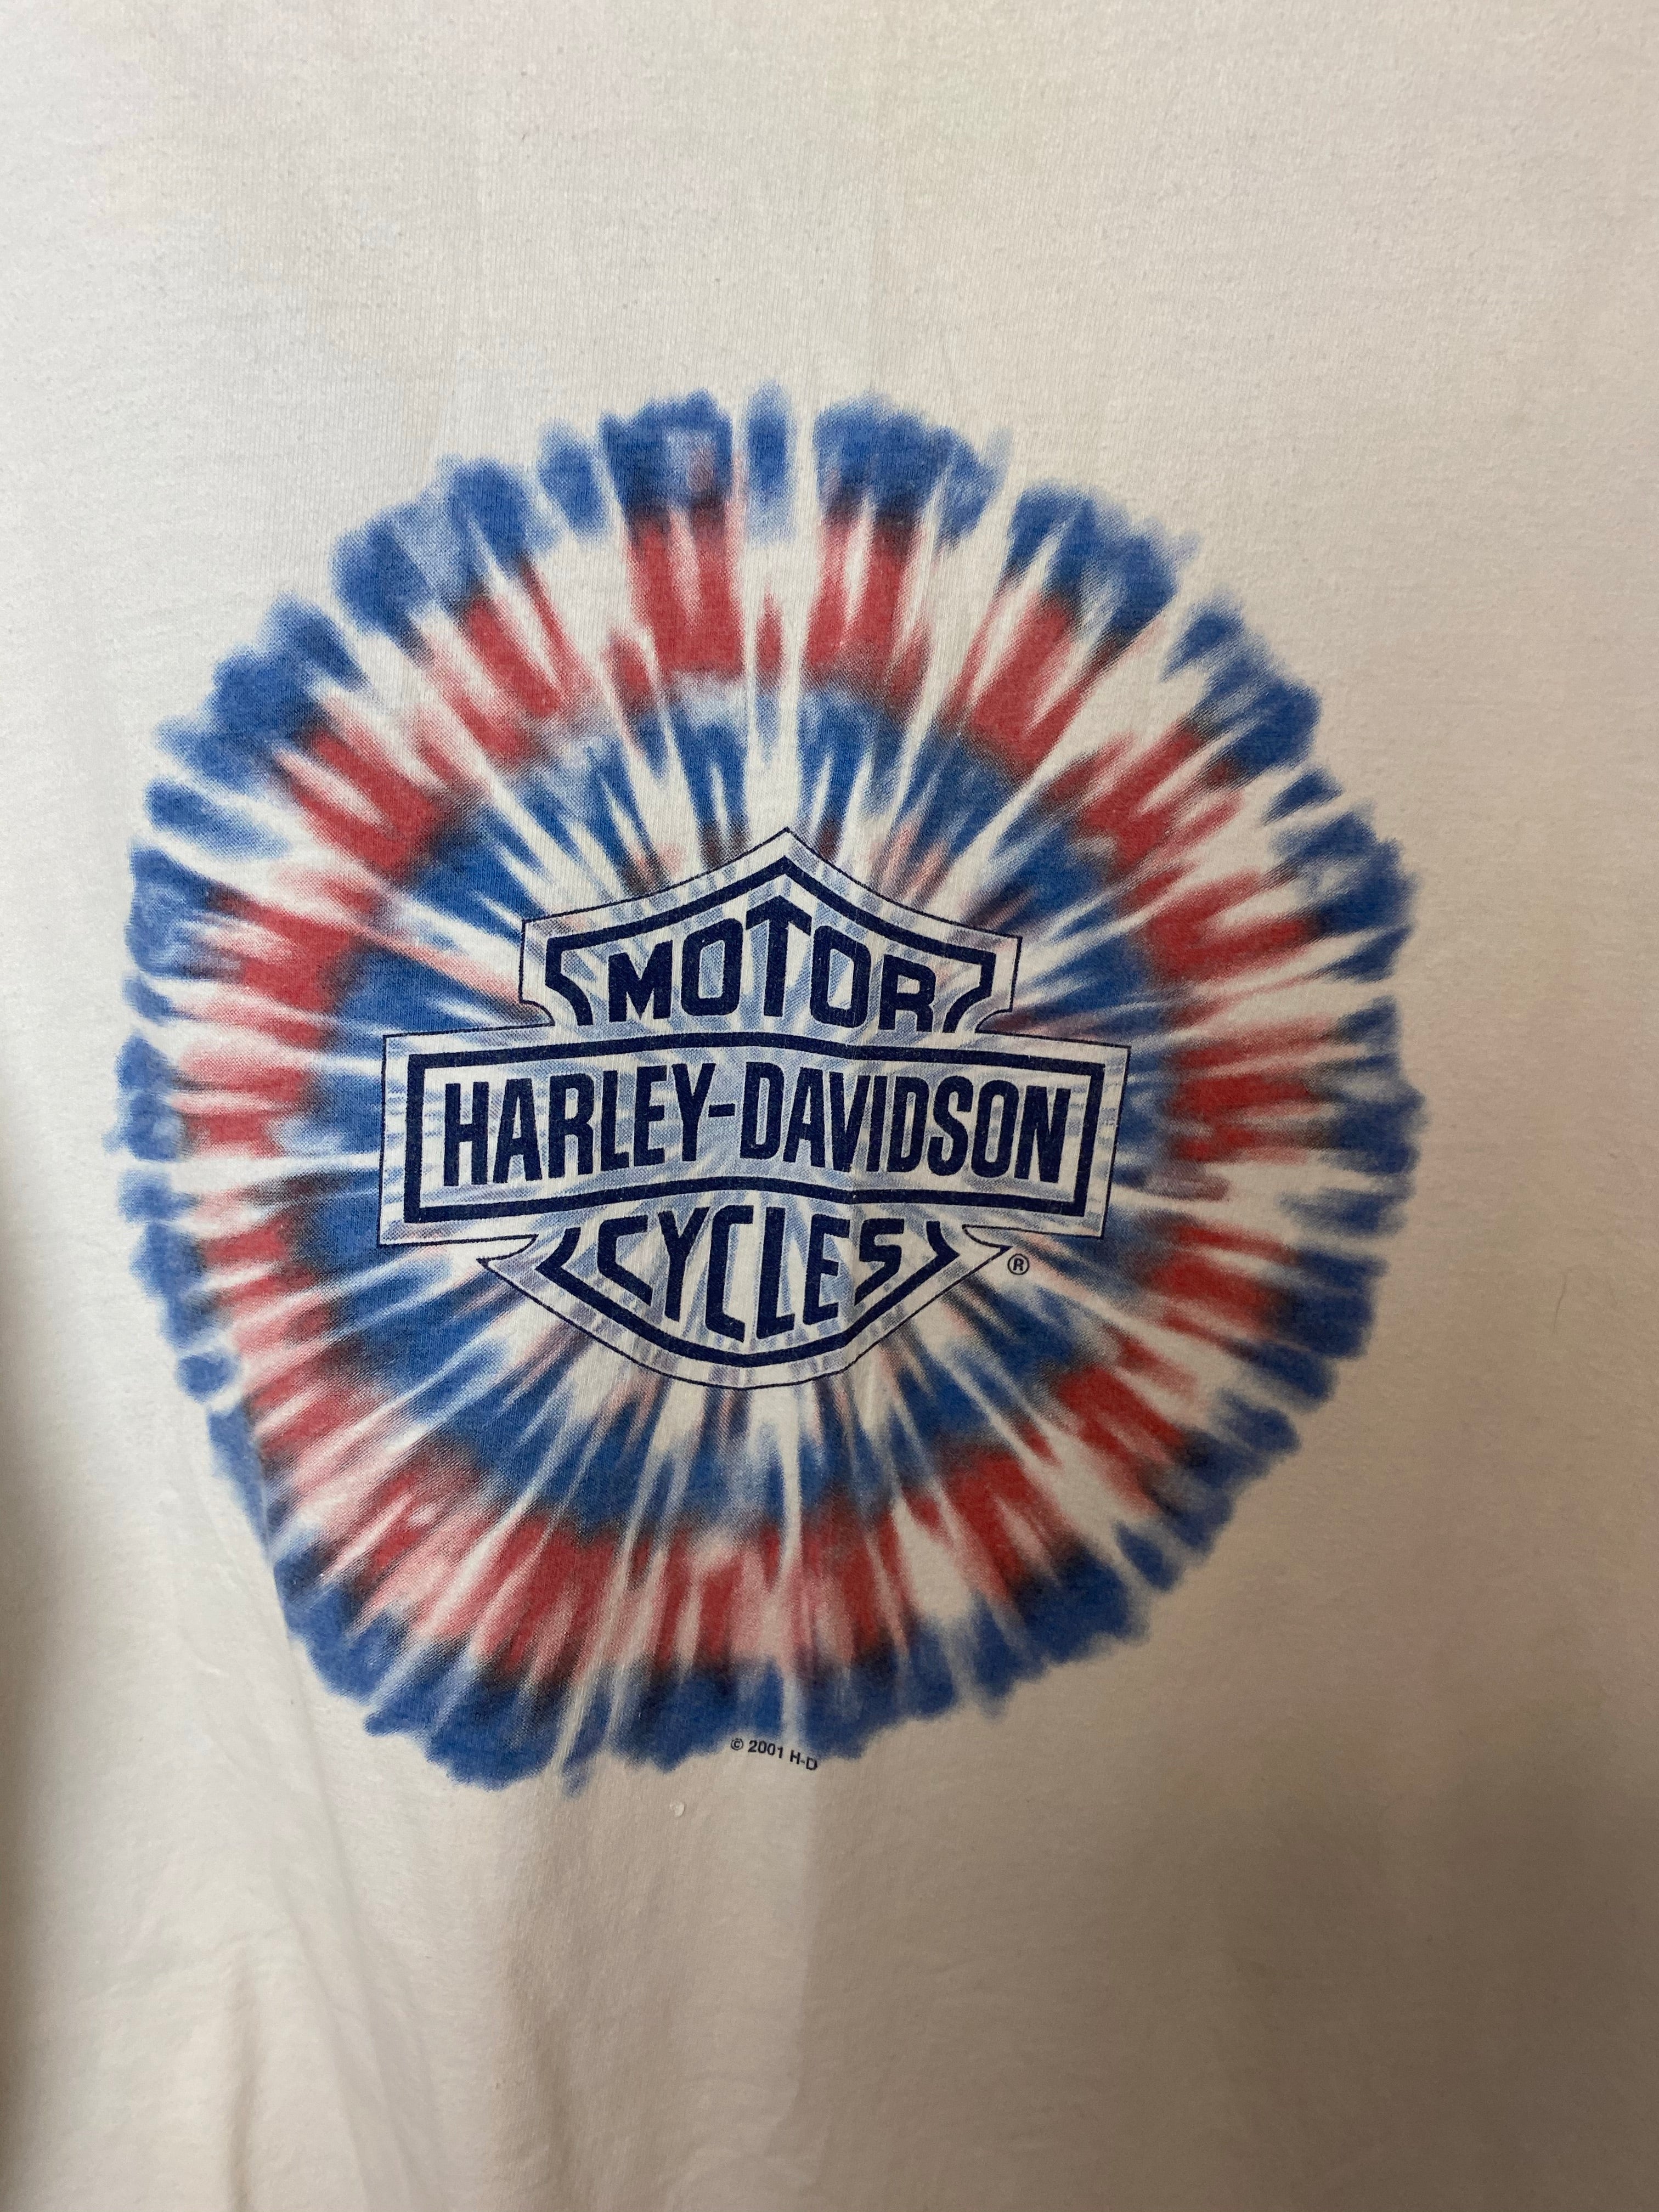 MOTOR
HARLEY-DAVIDSON
CYCLES
®
© 2001 H-D